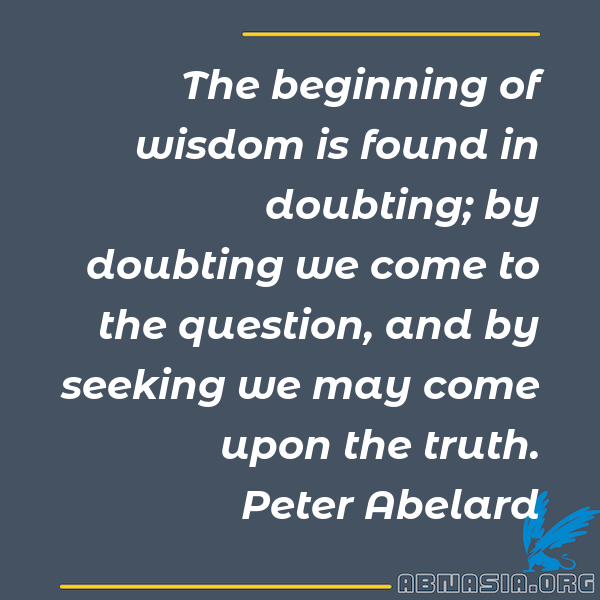 The beginning of
wisdom is found in
doubting; by
doubting we come to
the question, and by
seeking we may come
upon the truth.
Peter Abelard
ABNASIA.ORG